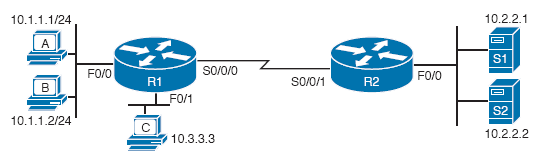 10.1.1.1/24
A
B
10.1.1.2/24
F0/0
R1
F0/1
C
10.3.3.3
S0/0/0
S0/0/1
R2
F0/0
10.2.2.1
S1
S2
10.2.2.2